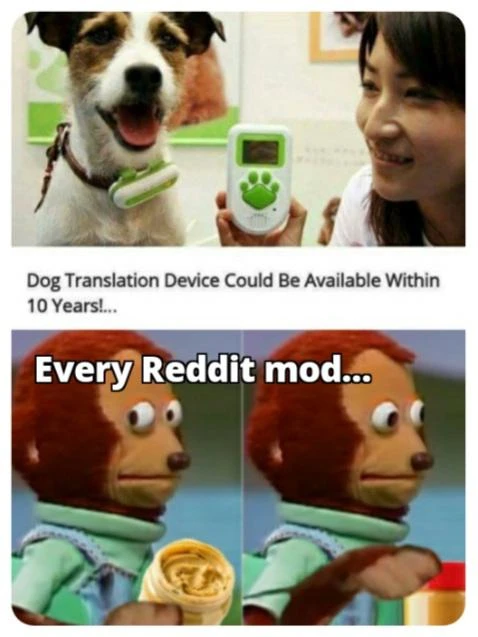 Dog Translation Device Could Be Available Within
10 Years!...
Every Reddit mod...